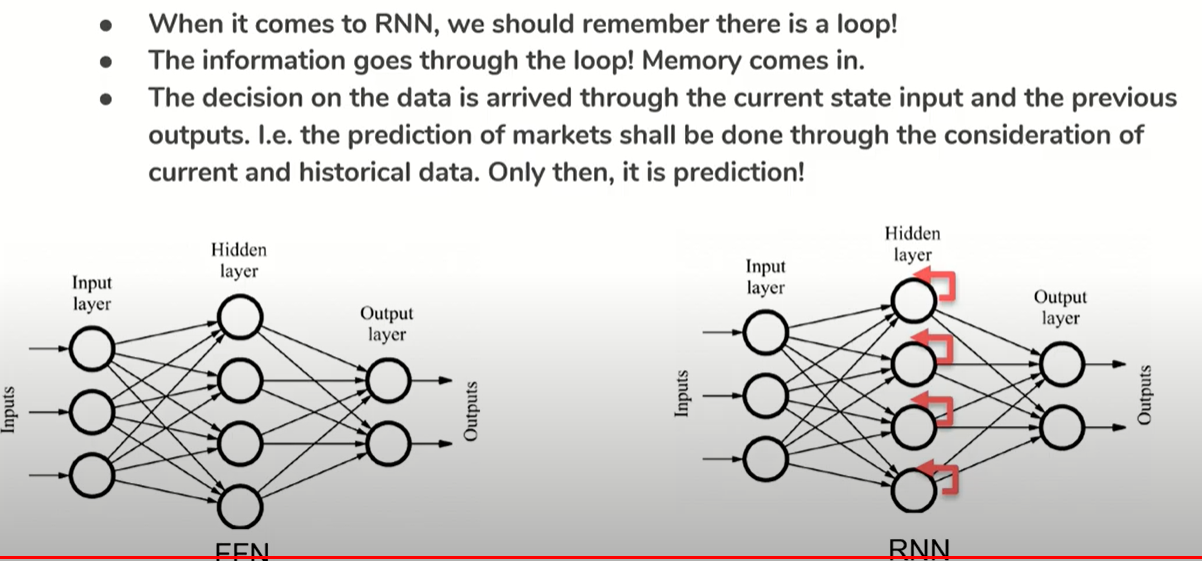 When it comes to RNN, we should remember there is a loop!
The information goes through the loop! Memory comes in.
The decision on the data is arrived through the current state input and the previous
outputs. I.e. the prediction of markets shall be done through the consideration of
current and historical data. Only then, it is prediction!
Hidden
layer
Input
layer
Output
layer
Inputs
Outputs
FFN
Hidden
layer
Input
layer
Output
layer
Inputs
Outputs
RNN